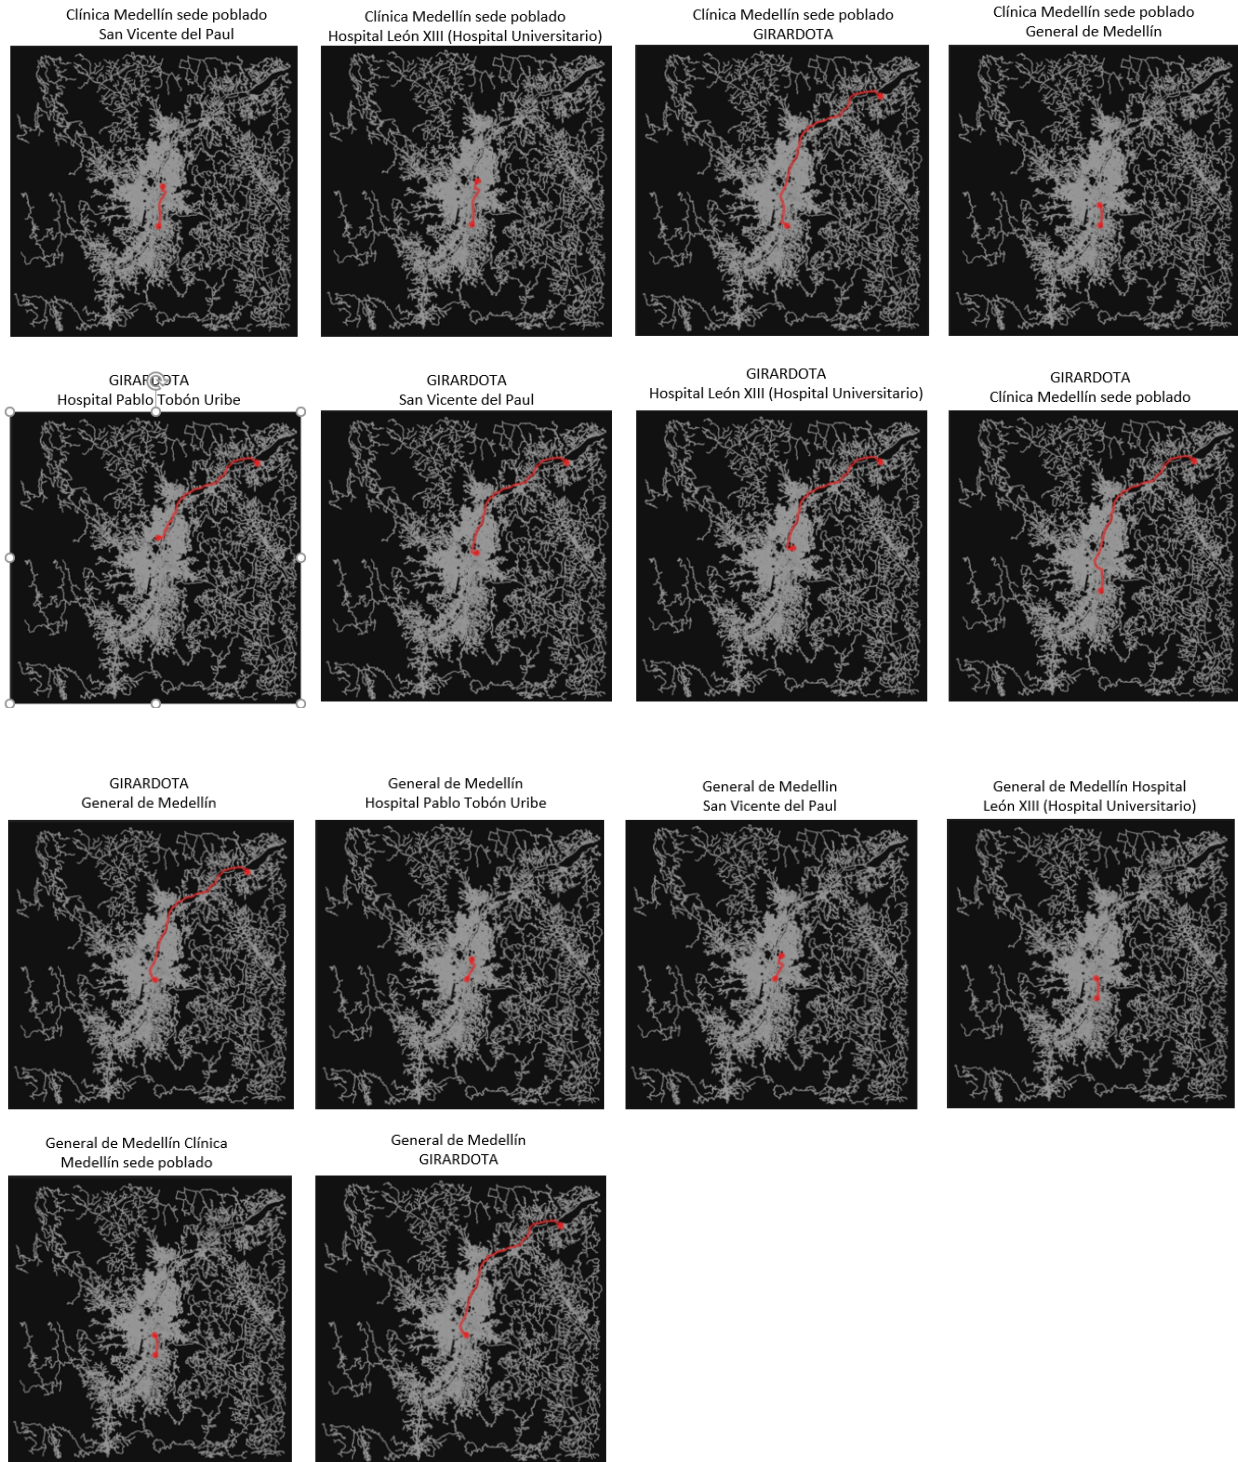 Clínica Medellín sede poblado
San Vicente del Paul
Clínica Medellín sede poblado
Hospital León XIII (Hospital Universitario)
Clínica Medellín sede poblado
GIRARDOTA
Clínica Medellín sede poblado
General de Medellín
GIRARDOTA
Hospital Pablo Tobón Uribe
GIRARDOTA
San Vicente del Paul
GIRARDOTA
Hospital León XIII (Hospital Universitario)
GIRARDOTA
Clínica Medellín sede poblado
GIRARDOTA
General de Medellín
General de Medellín
Hospital Pablo Tobón Uribe
General de Medellin
San Vicente del Paul
General de Medellín Hospital
León XIII (Hospital Universitario)
General de Medellín Clínica
Medellín sede poblado
General de Medellín
GIRARDOTA